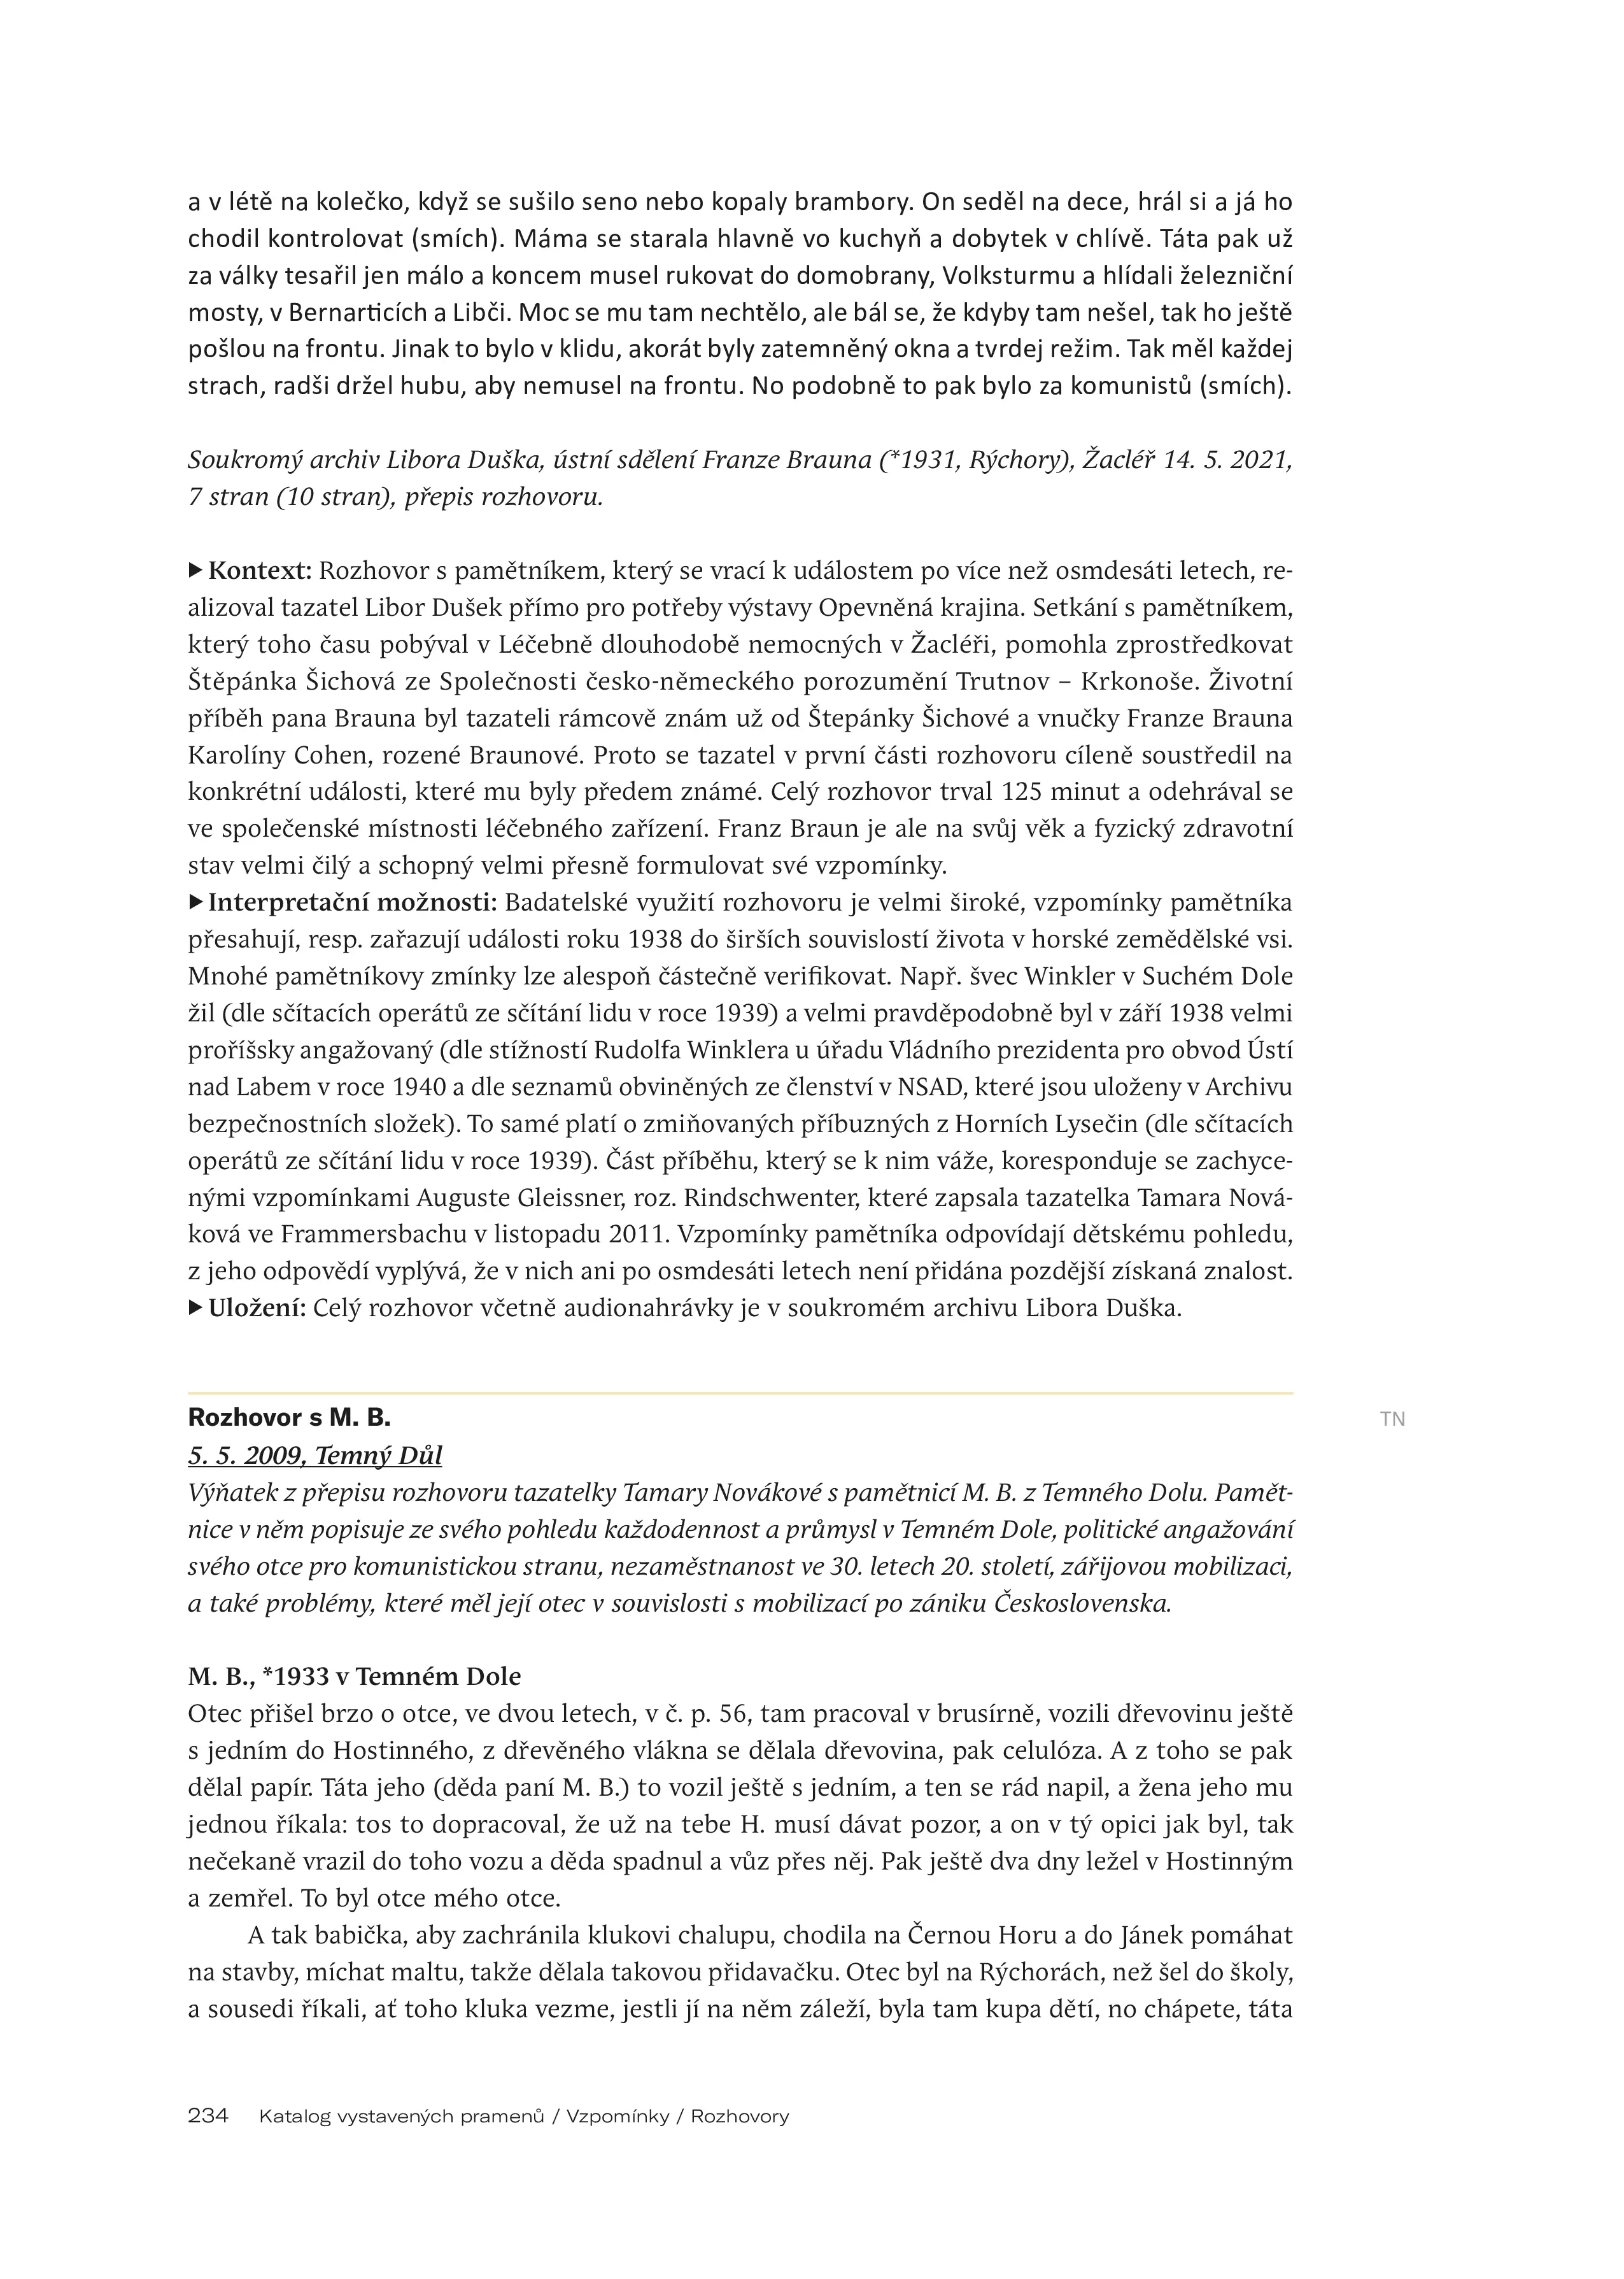 a v létě na kolečko, když se sušilo seno nebo kopaly brambory. On seděl na dece, hrál si a já ho
chodil kontrolovat (smích). Máma se starala hlavně vo kuchyň a dobytek v chlívě. Táta pak už
za války tesařil jen málo a koncem musel rukovat do domobrany, Volksturmu a hlídali železniční
mosty, v Bernarticích a Libči. Moc se mu tam nechtělo, ale bál se, že kdyby tam nešel, tak ho ještě
pošlou na frontu. Jinak to bylo v klidu, akorát byly zatemněný okna a tvrdej režim. Tak měl každej
strach, radši držel hubu, aby nemusel na frontu. No podobně to pak bylo za komunistů (smích).
Soukromý archiv Libora Duška, ústní sdělení Franze Brauna (*1931, Rýchory), Žacléř 14. 5. 2021,
7 stran (10 stran), přepis rozhovoru.
▶ Kontext: Rozhovor s pamětníkem, který se vrací k událostem po více než osmdesáti letech, re-
alizoval tazatel Libor Dušek přímo pro potřeby výstavy Opevněná krajina. Setkání s pamětníkem,
který toho času pobýval v Léčebně dlouhodobě nemocných v Žacléři, pomohla zprostředkovat
Štěpánka Šichová ze Společnosti česko-německého porozumění Trutnov – Krkonoše. Životní
příběh pana Brauna byl tazateli rámcově znám už od Štepánky Šichové a vnučky Franze Brauna
Karolíny Cohen, rozené Braunové. Proto se tazatel v první části rozhovoru cíleně soustředil na
konkrétní události, které mu byly předem známé. Celý rozhovor trval 125 minut a odehrával se
ve společenské místnosti léčebného zařízení. Franz Braun je ale na svůj věk a fyzický zdravotní
stav velmi čilý a schopný velmi přesně formulovat své vzpomínky.
▶ Interpretační možnosti: Badatelské využití rozhovoru je velmi široké, vzpomínky pamětníka
přesahují, resp. zařazují události roku 1938 do širších souvislostí života v horské zemědělské vsi.
Mnohé pamětníkovy zmínky lze alespoň částečně verifikovat. Např. švec Winkler v Suchém Dole
žil (dle sčítacích operátů ze sčítání lidu v roce 1939) a velmi pravděpodobně byl v září 1938 velmi
proříšsky angažovaný (dle stížností Rudolfa Winklera u úřadu Vládního prezidenta pro obvod Ústí
nad Labem v roce 1940 a dle seznamů obviněných ze členství v NSAD, které jsou uloženy v Archivu
bezpečnostních složek). To samé platí o zmiňovaných příbuzných z Horních Lysečin (dle sčítacích
operátů ze sčítání lidu v roce 1939). Část příběhu, který se k nim váže, koresponduje se zachyce-
nými vzpomínkami Auguste Gleissner, roz. Rindschwenter, které zapsala tazatelka Tamara Nová-
ková ve Frammersbachu v listopadu 2011. Vzpomínky pamětníka odpovídají dětskému pohledu,
z jeho odpovědí vyplývá, že v nich ani po osmdesáti letech není přidána pozdější získaná znalost.
▶ Uložení: Celý rozhovor včetně audionahrávky je v soukromém archivu Libora Duška.
Rozhovor s M. B.
TN
5. 5. 2009, Temný Důl
Výňatek z přepisu rozhovoru tazatelky Tamary Novákové s pamětnicí M. B. z Temného Dolu. Pamět-
nice v něm popisuje ze svého pohledu každodennost a průmysl v Temném Dole, politické angažování
svého otce pro komunistickou stranu, nezaměstnanost ve 30. letech 20. století, zářijovou mobilizaci,
a také problémy, které měl její otec v souvislosti s mobilizací po zániku Československa.
M. B., *1933 v Temném Dole
Otec přišel brzo o otce, ve dvou letech, v č. p. 56, tam pracoval v brusírně, vozili dřevovinu ještě
s jedním do Hostinného, z dřevěného vlákna se dělala dřevovina, pak celulóza. A z toho se pak
dělal papír. Táta jeho (děda paní M. B.) to vozil ještě s jedním, a ten se rád napil, a žena jeho mu
jednou říkala: tos to dopracoval, že už na tebe H. musí dávat pozor, a on v tý opici jak byl, tak
nečekaně vrazil do toho vozu a děda spadnul a vůz přes něj. Pak ještě dva dny ležel v Hostinným
a zemřel. To byl otce mého otce.
A tak babička, aby zachránila klukovi chalupu, chodila na Černou Horu a do Jánek pomáhat
na stavby, míchat maltu, takže dělala takovou přidavačku. Otec byl na Rýchorách, než šel do školy,
a sousedi říkali, ať toho kluka vezme, jestli jí na něm záleží, byla tam kupa dětí, no chápete, táta
234 Katalog vystavených pramenů / Vzpomínky / Rozhovory